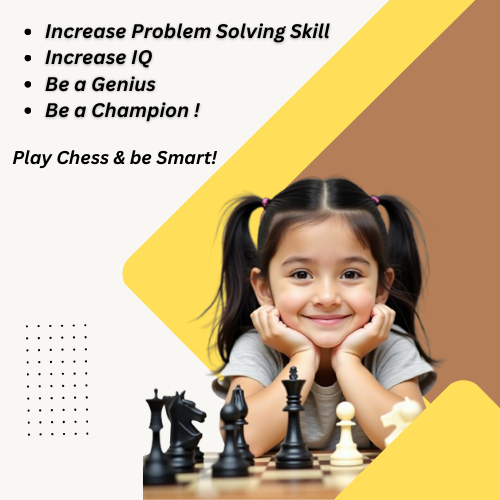 • Increase Problem Solving Skill
• Increase IQ
• Be a Genius
• Be a Champion !
Play Chess & be Smart!